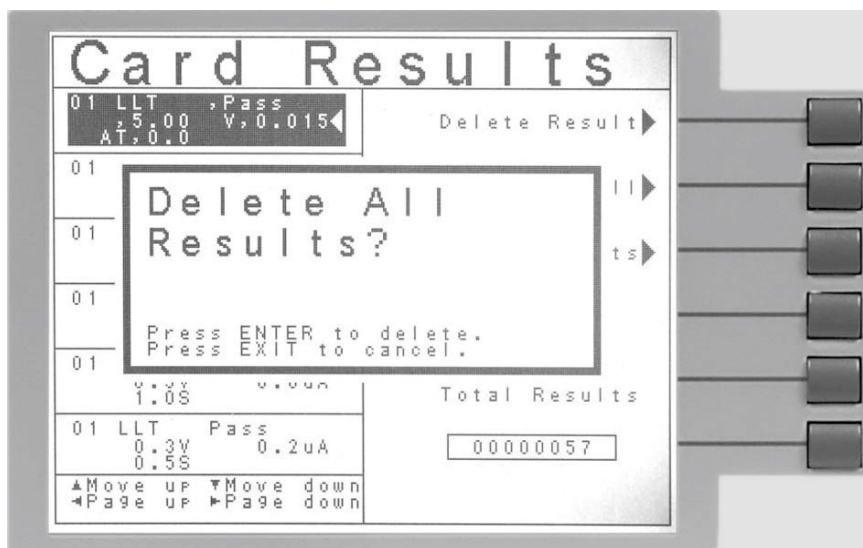 Card Results
01 LLT ,Pass
,5.00 V,0.015
AT,0.0
Delete Result
01
ll
01
ts
01
01
Delete All
Results?
Press ENTER to delete.
Press EXIT to cancel.
1.0S
Total Results
01 LLT Pass
0.3V 0.2uA
0.5S
00000057
▲Move up ▼Move down
◄Page up ►Page down